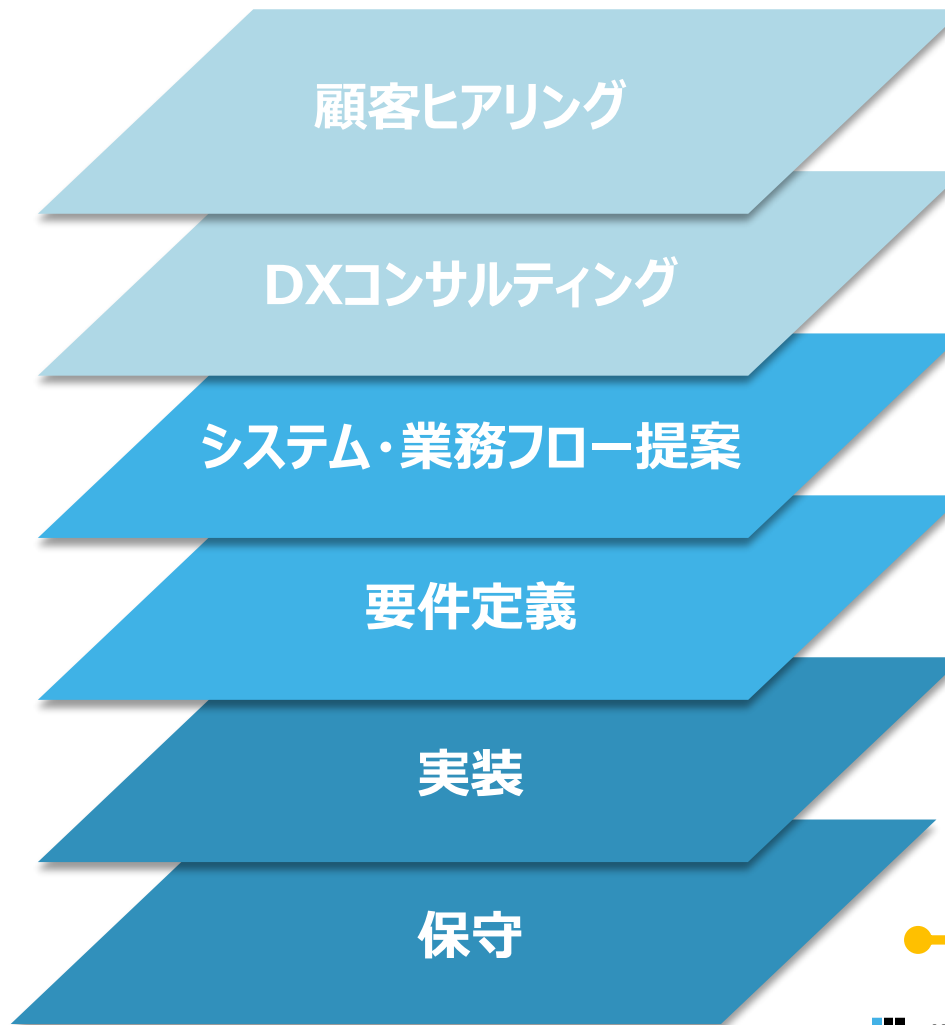 顧客ヒアリング
DXコンサルティング
システム・業務フロー提案
要件定義
実装
保守